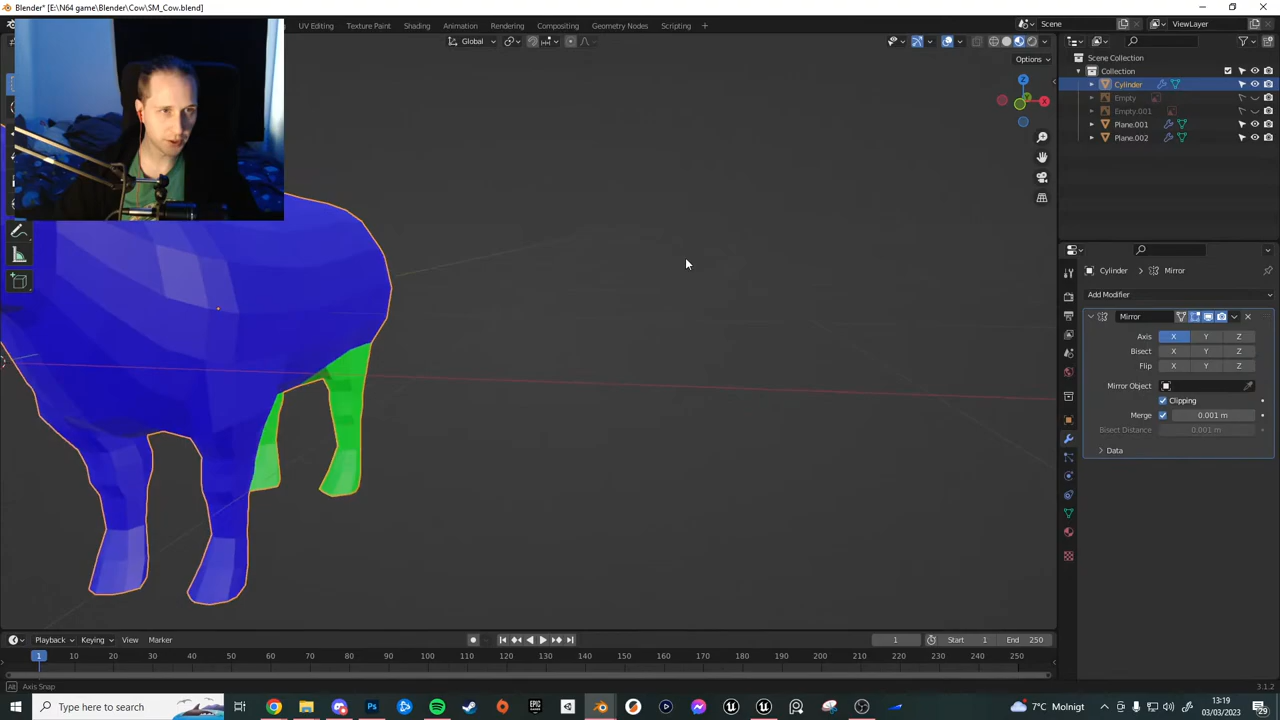 Blender* [E:\N64 game\Blender\Cow\SM_Cow.blend]
UV Editing
Texture Paint
Shading
Animation
Rendering
Compositing
Geometry Nodes
Scripting
+
Scene
ViewLayer
Global
Options
Z
X
Scene Collection
Collection
Cylinder
Empty
Empty.001
Plane.001
Plane.002
Cylinder
Mirror
Add Modifier
Mirror
Axis X Y Z
Bisect X Y Z
Flip X Y Z
Mirror Object
Clipping
Merge 0.001 m
Bisect Distance 0.001 m
Data
Playback
Keying
View
Marker
1
Start 1
End 250
1 10 20 30 40 50 60 70 80 90 100 110 120 130 140 150 160 170 180 190 200 210 220 230 240 250
Axis Snap
3.1.2
Type here to search
7°C Molnigt
13:19
03/03/2023